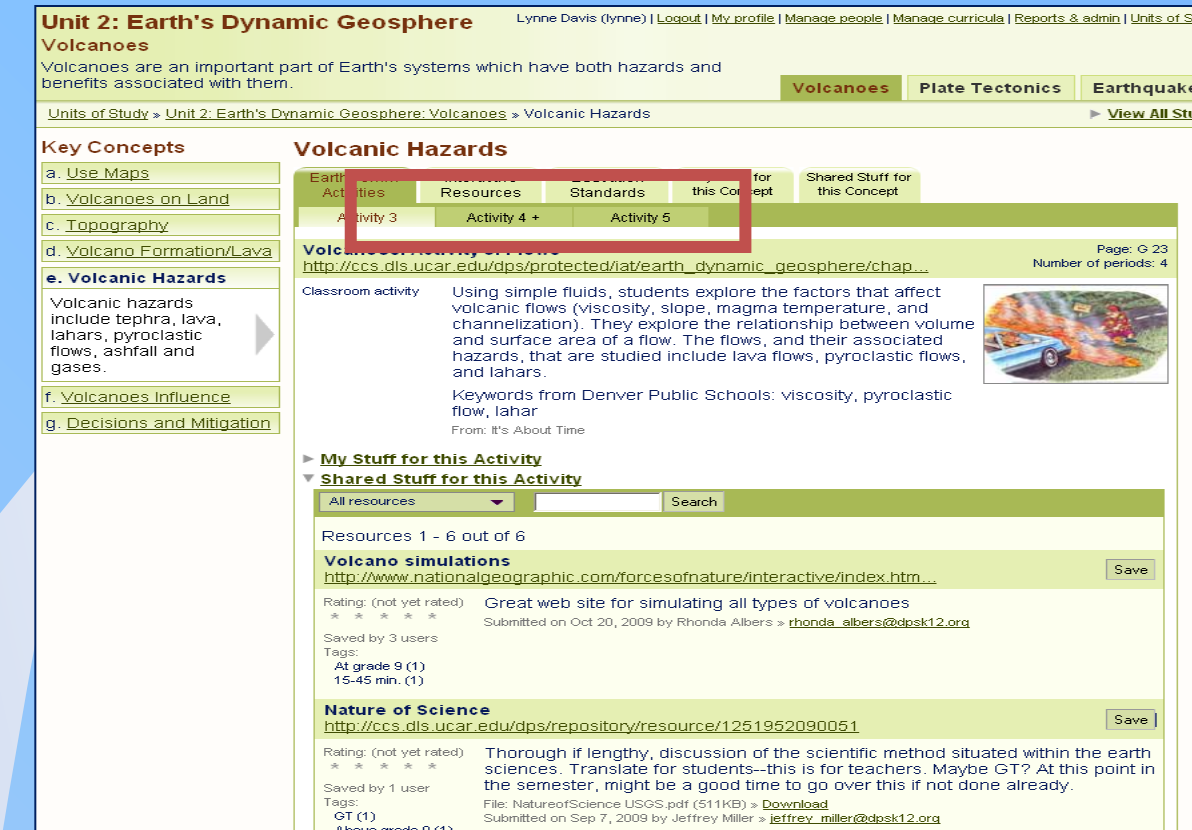 Unit 2: Earth's Dynamic Geosphere
Lynne Davis (lynne) | Logout | My profile | Manage people | Manage curricula | Reports & admin | Units of S
Volcanoes
Volcanoes are an important part of Earth's systems which have both hazards and
benefits associated with them.
Volcanoes Plate Tectonics Earthquake
Units of Study » Unit 2: Earth's Dynamic Geosphere: Volcanoes » Volcanic Hazards
► View All Stu
Key Concepts
a. Use Maps
b. Volcanoes on Land
c. Topography
d. Volcano Formation/Lava
e. Volcanic Hazards
Volcanic hazards
include tephra, lava,
lahars, pyroclastic
flows, ashfall and
gases.
f. Volcanoes Influence
g. Decisions and Mitigation
Volcanic Hazards
Activities
Resources
Standards
for
this Concept
Shared Stuff for
this Concept
Activity 3 Activity 4 + Activity 5
Page: G 23
http://ccs.dls.ucar.edu/dps/protected/iat/earth_dynamic_geosphere/chap...
Number of periods: 4
Classroom activity
Using simple fluids, students explore the factors that affect
volcanic flows (viscosity, slope, magma temperature, and
channelization). They explore the relationship between volume
and surface area of a flow. The flows, and their associated
hazards, that are studied include lava flows, pyroclastic flows,
and lahars.
Keywords from Denver Public Schools: viscosity, pyroclastic
flow, lahar
From: It's About Time
► My Stuff for this Activity
▼ Shared Stuff for this Activity
All resources Search
Resources 1 - 6 out of 6
Volcano simulations
http://www.nationalgeographic.com/forcesofnature/interactive/index.htm...
Save
Rating: (not yet rated)
* * * * *
Saved by 3 users
Tags:
At grade 9 (1)
15-45 min. (1)
Great web site for simulating all types of volcanoes
Submitted on Oct 20, 2009 by Rhonda Albers » rhonda_albers@dpsk12.org
Nature of Science
http://ccs.dls.ucar.edu/dps/repository/resource/1251952090051
Save
Rating: (not yet rated)
* * * * *
Saved by 1 user
Tags:
GT (1)
Above grade 9 (1)
Thorough if lengthy, discussion of the scientific method situated within the earth
sciences. Translate for students--this is for teachers. Maybe GT? At this point in
the semester, might be a good time to go over this if not done already.
File: NatureofScience USGS.pdf (511KB) » Download
Submitted on Sep 7, 2009 by Jeffrey Miller » jeffrey_miller@dpsk12.org